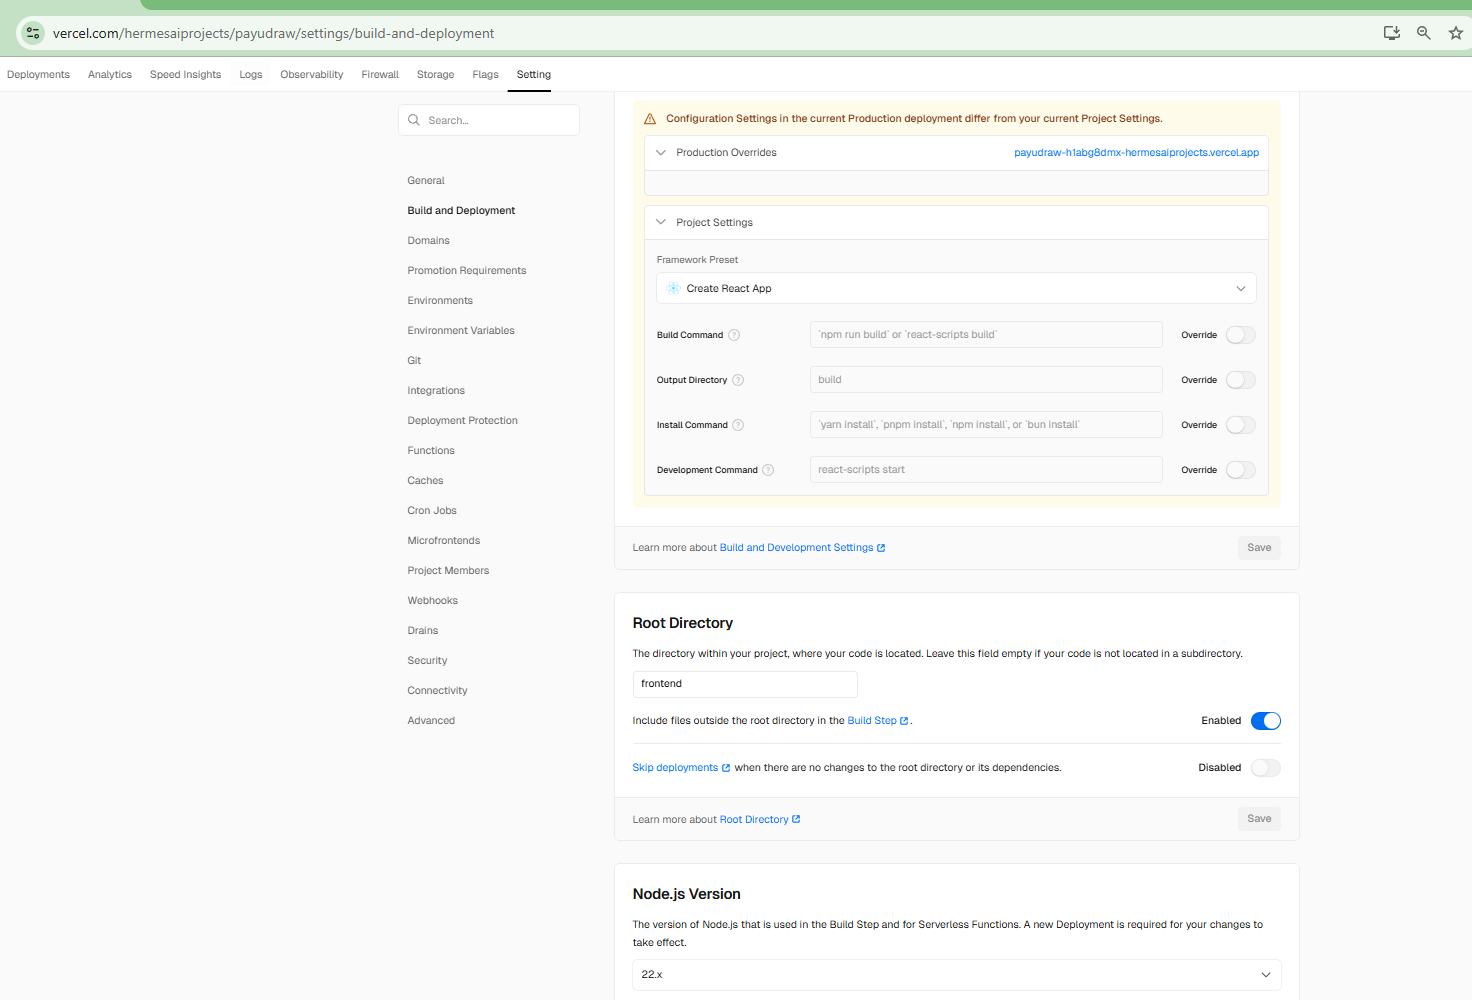 vercel.com/hermesaiprojects/payudraw/settings/build-and-deployment
Deployments Analytics Speed Insights Logs Observability Firewall Storage Flags Setting
Search...
General
Build and Deployment
Domains
Promotion Requirements
Environments
Environment Variables
Git
Integrations
Deployment Protection
Functions
Caches
Cron Jobs
Microfrontends
Project Members
Webhooks
Drains
Security
Connectivity
Advanced
Configuration Settings in the current Production deployment differ from your current Project Settings.
Production Overrides payudraw-h1abg8dmx-hermesaiprojects.vercel.app
Project Settings
Framework Preset
Create React App
Build Command ? `npm run build` or `react-scripts build` Override
Output Directory ? build Override
Install Command ? `yarn install`, `pnpm install`, `npm install`, or `bun install` Override
Development Command ? react-scripts start Override
Learn more about Build and Development Settings Save
Root Directory
The directory within your project, where your code is located. Leave this field empty if your code is not located in a subdirectory.
frontend
Include files outside the root directory in the Build Step . Enabled
Skip deployments when there are no changes to the root directory or its dependencies. Disabled
Learn more about Root Directory Save
Node.js Version
The version of Node.js that is used in the Build Step and for Serverless Functions. A new Deployment is required for your changes to
take effect.
22.x